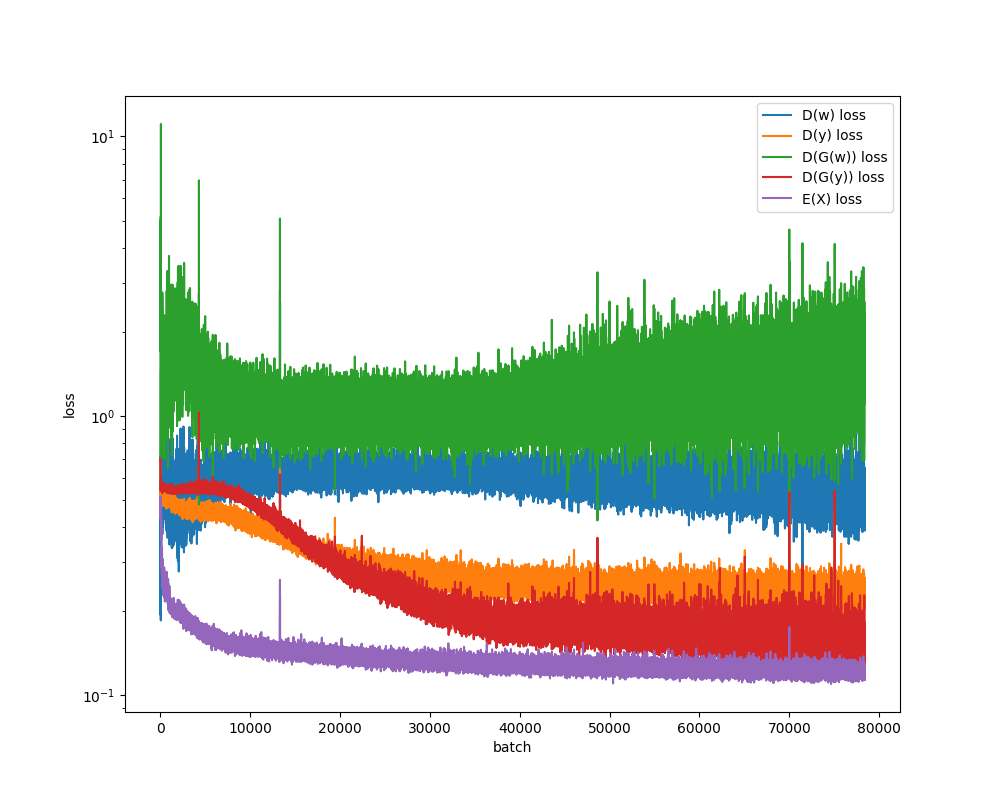 10¹
10⁰
10⁻¹
loss
0 10000 20000 30000 40000 50000 60000 70000 80000
batch
D(w) loss
D(y) loss
D(G(w)) loss
D(G(y)) loss
E(X) loss